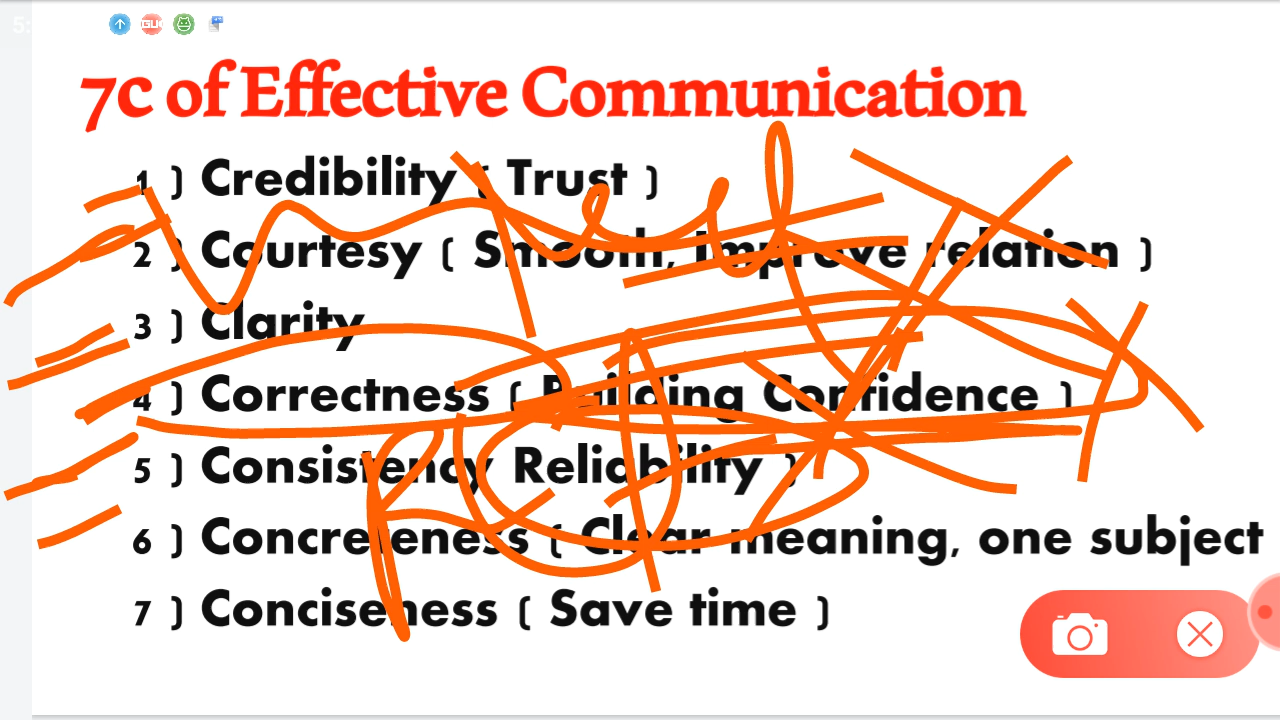 7c of Effective Communication
1 ) Credibility ( Trust )
2 ) Courtesy ( Smooth, Improve relation )
3 ) Clarity
4 ) Correctness ( Building Confidence )
5 ) Consistency Reliability )
6 ) Concreteness ( Clear meaning, one subject
7 ) Conciseness ( Save time )